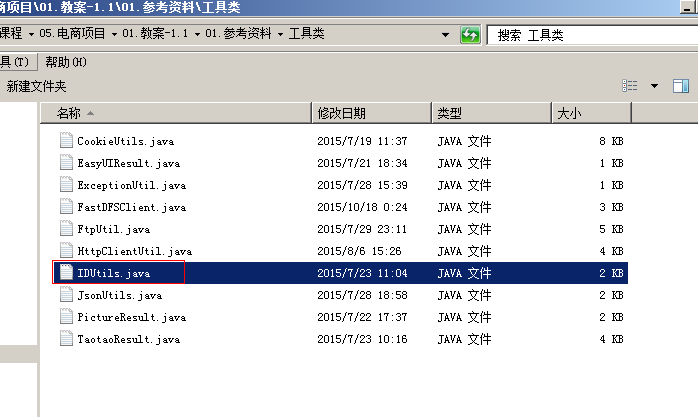 商项目\01.教案-1.1\01.参考资料\工具类
课程 05.电商项目 01.教案-1.1 01.参考资料 工具类 搜索 工具类
具(T) 帮助(H)
新建文件夹
名称 修改日期 类型 大小
CookieUtils.java 2015/7/19 11:37 JAVA 文件 8 KB
EasyUIResult.java 2015/7/21 18:34 JAVA 文件 1 KB
ExceptionUtil.java 2015/7/28 15:39 JAVA 文件 1 KB
FastDFSClient.java 2015/10/18 0:24 JAVA 文件 3 KB
FtpUtil.java 2015/7/29 23:11 JAVA 文件 5 KB
HttpClientUtil.java 2015/8/6 15:26 JAVA 文件 4 KB
IDUtils.java 2015/7/23 11:04 JAVA 文件 2 KB
JsonUtils.java 2015/7/28 18:58 JAVA 文件 2 KB
PictureResult.java 2015/7/22 17:37 JAVA 文件 2 KB
TaotaoResult.java 2015/7/23 10:16 JAVA 文件 4 KB